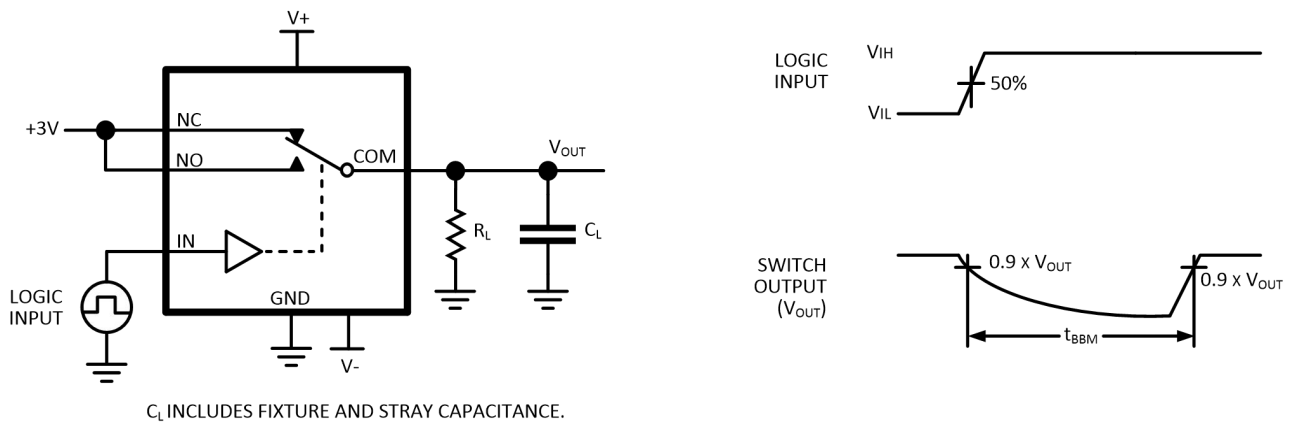 V+
+3V
NC
NO
COM
VOUT
IN
RL
CL
LOGIC
INPUT
GND
V-
CL INCLUDES FIXTURE AND STRAY CAPACITANCE.
LOGIC
INPUT
VIH
50%
VIL
SWITCH
OUTPUT
(VOUT)
0.9 x VOUT
0.9 x VOUT
tBBM